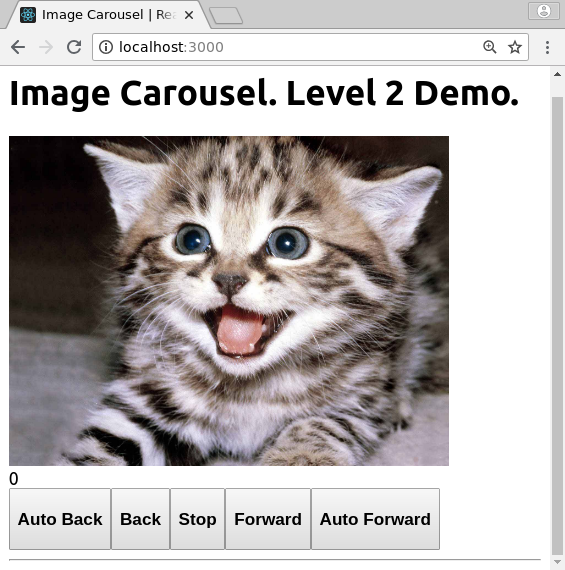 Image Carousel | Rea
localhost:3000
Image Carousel. Level 2 Demo.
0
Auto Back Back Stop Forward Auto Forward